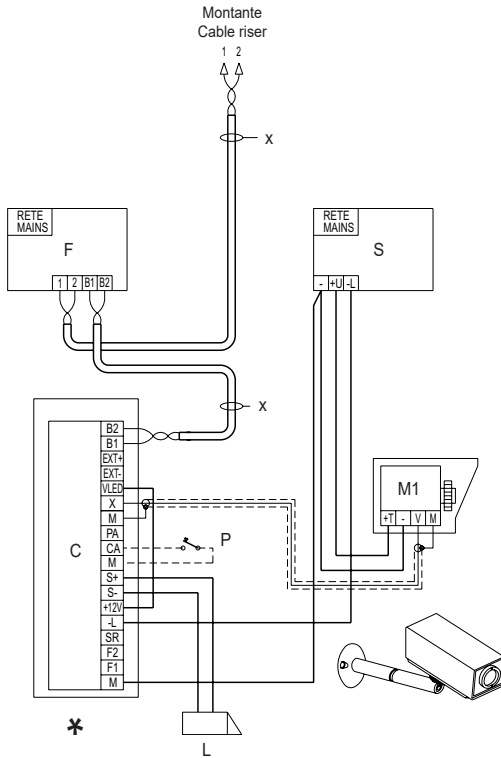 Montante
Cable riser
1 2
X
RETE
MAINS
F
1 2 B1 B2
RETE
MAINS
S
- +U -L
X
C
B2
B1
EXT+
EXT-
VLED
X
M
PA
CA
M
S+
S-
+12V
-L
SR
F2
F1
M
P
M1
+T - V M
*
L